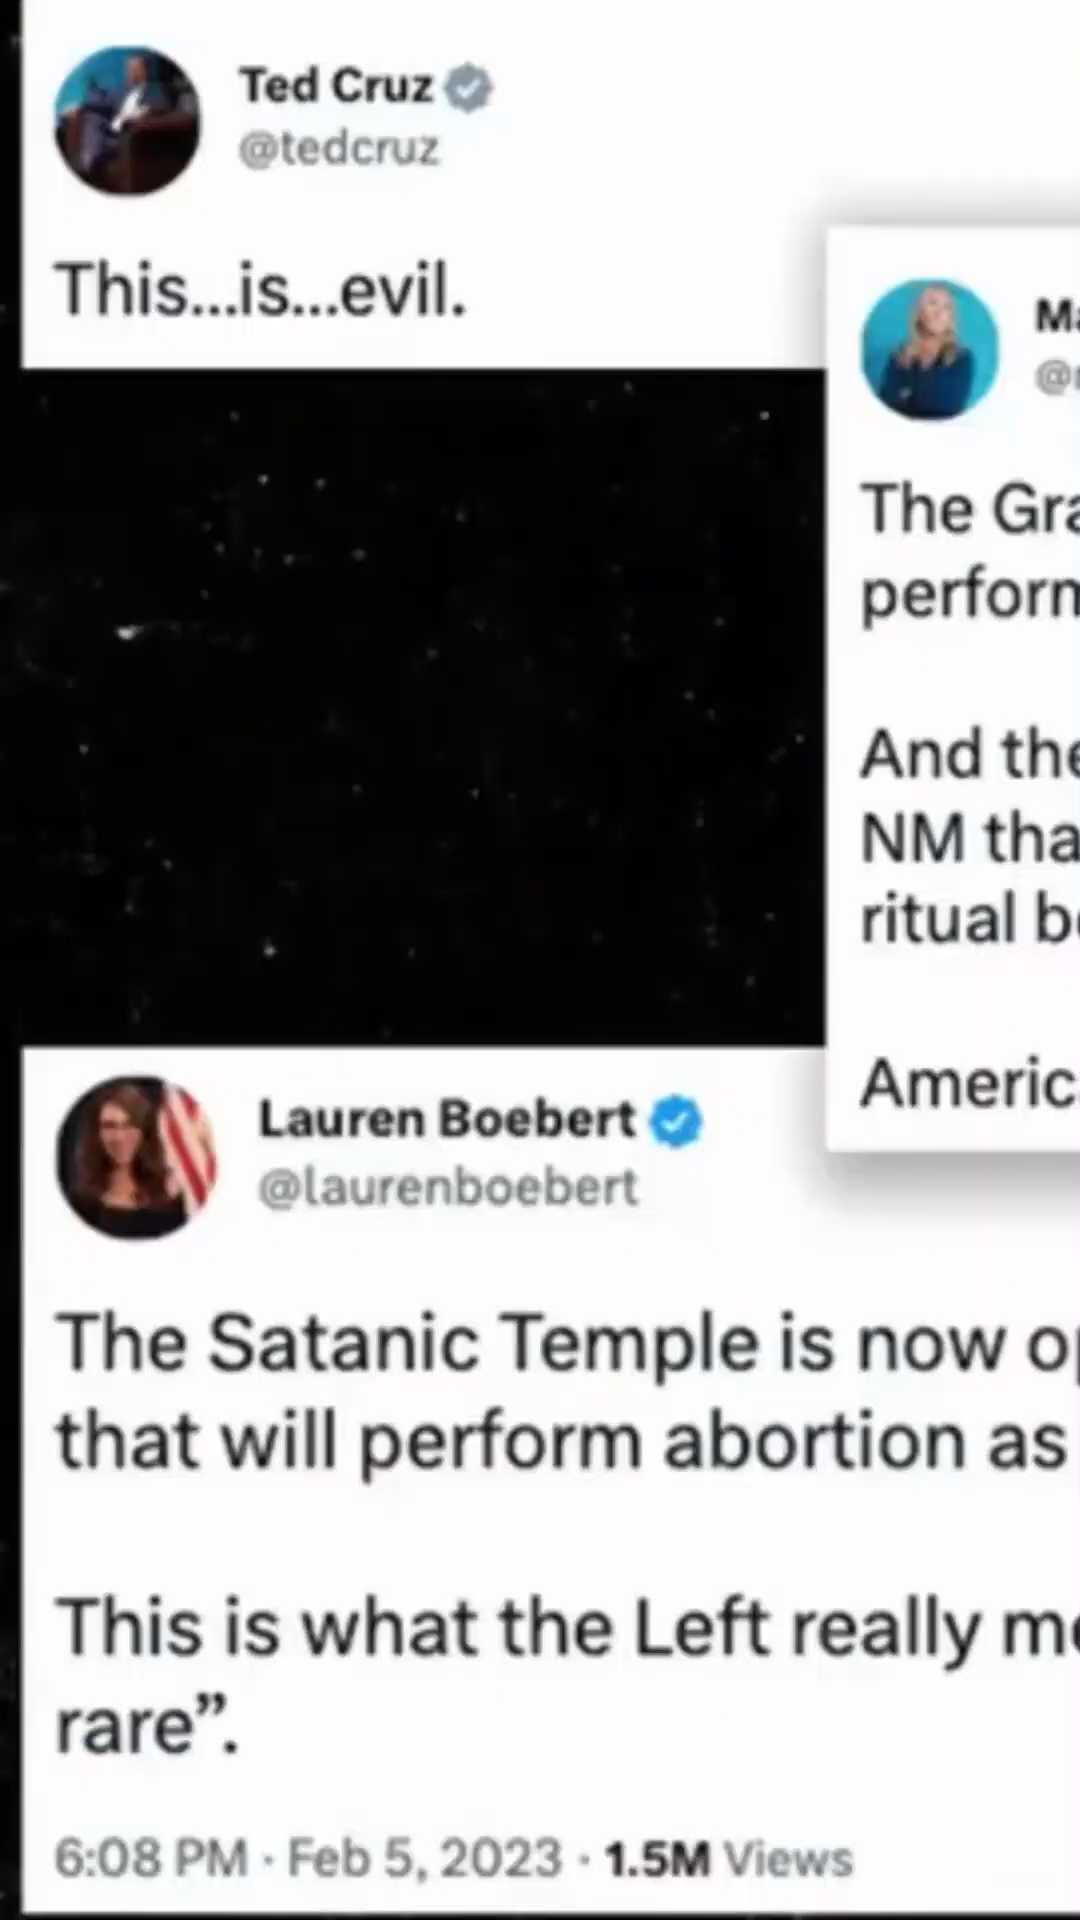 Ted Cruz
@tedcruz
This...is...evil.
Ma
The Gra
perform
And the
NM tha
ritual b
Americ
Lauren Boebert
@laurenboebert
The Satanic Temple is now op
that will perform abortion as
This is what the Left really me
rare”.
6:08 PM · Feb 5, 2023 · 1.5M Views